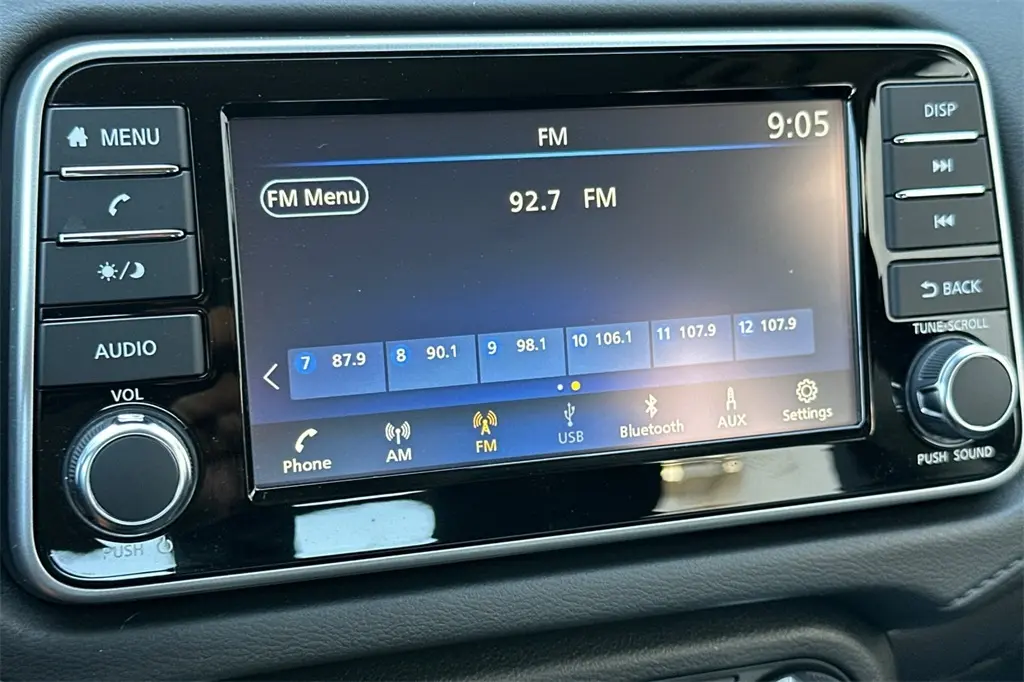 MENU
AUDIO
VOL
PUSH
FM
9:05
FM Menu
92.7 FM
7 87.9 8 90.1 9 98.1 10 106.1 11 107.9 12 107.9
Phone AM FM USB Bluetooth AUX Settings
DISP
BACK
TUNE·SCROLL
PUSH SOUND